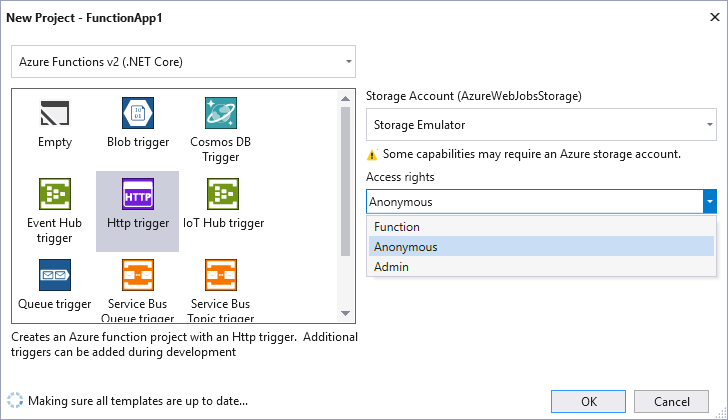 New Project - FunctionApp1
Azure Functions v2 (.NET Core)
Empty
Blob trigger
Cosmos DB
Trigger
Event Hub
trigger
Http trigger
IoT Hub trigger
Queue trigger
Service Bus
Queue trigger
Service Bus
Topic trigger
Creates an Azure function project with an Http trigger.  Additional
triggers can be added during development
Storage Account (AzureWebJobsStorage)
Storage Emulator
Some capabilities may require an Azure storage account.
Access rights
Anonymous
Function
Anonymous
Admin
Making sure all templates are up to date...
OK
Cancel